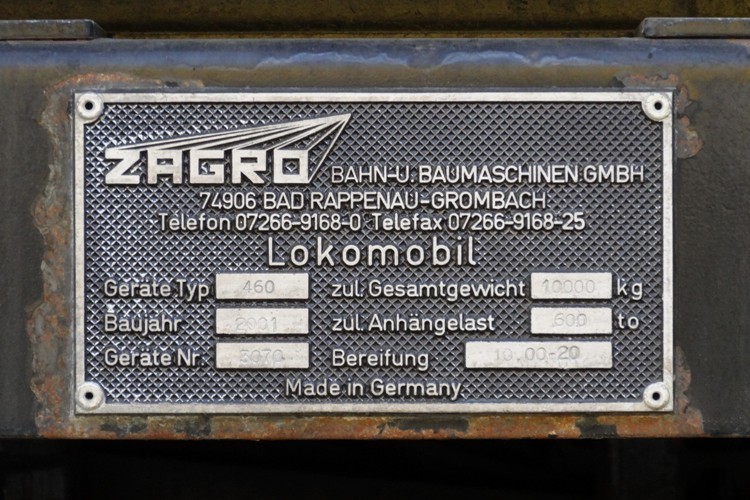 ZAGRO BAHN-U. BAUMASCHINEN GMBH
74906 BAD RAPPENAU-GROMBACH
Telefon 07266-9168-0 Telefax 07266-9168-25
Lokomobil
Geräte Typ 460 zul. Gesamtgewicht 10000 kg
Baujahr 2001 zul. Anhängelast 600 to
Geräte Nr. 3070 Bereifung 10.00-20
Made in Germany